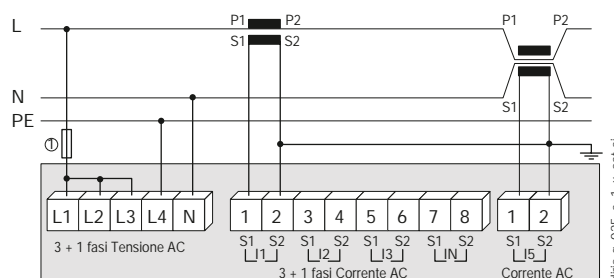 L
P1 P2
P1 P2
S1 S2
N
S1 S2
PE
①
L1 L2 L3 L4 N
1 2 3 4 5 6 7 8
1 2
S1 S2 S1 S2 S1 S2 S1 S2
S1 S2
I1 I2 I3 IN
I5
3 + 1 fasi Tensione AC
3 + 1 fasi Corrente AC
Corrente AC